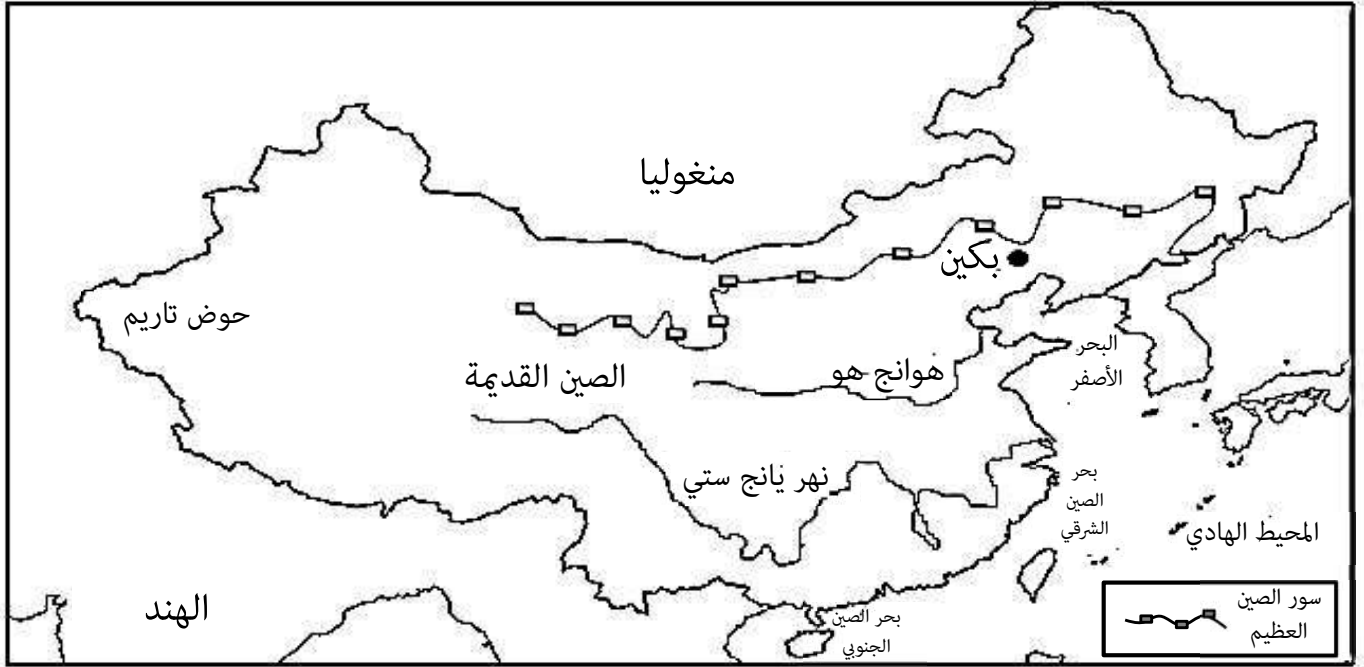 منغوليا
بكين
حوض تاريم
البحر
الأصفر
الصين القديمة
هوانج هو
نهر يانج ستي
بحر
الصين
الشرقي
المحيط الهادي
الهند
بحر الصين
الجنوبي
سور الصين
العظيم